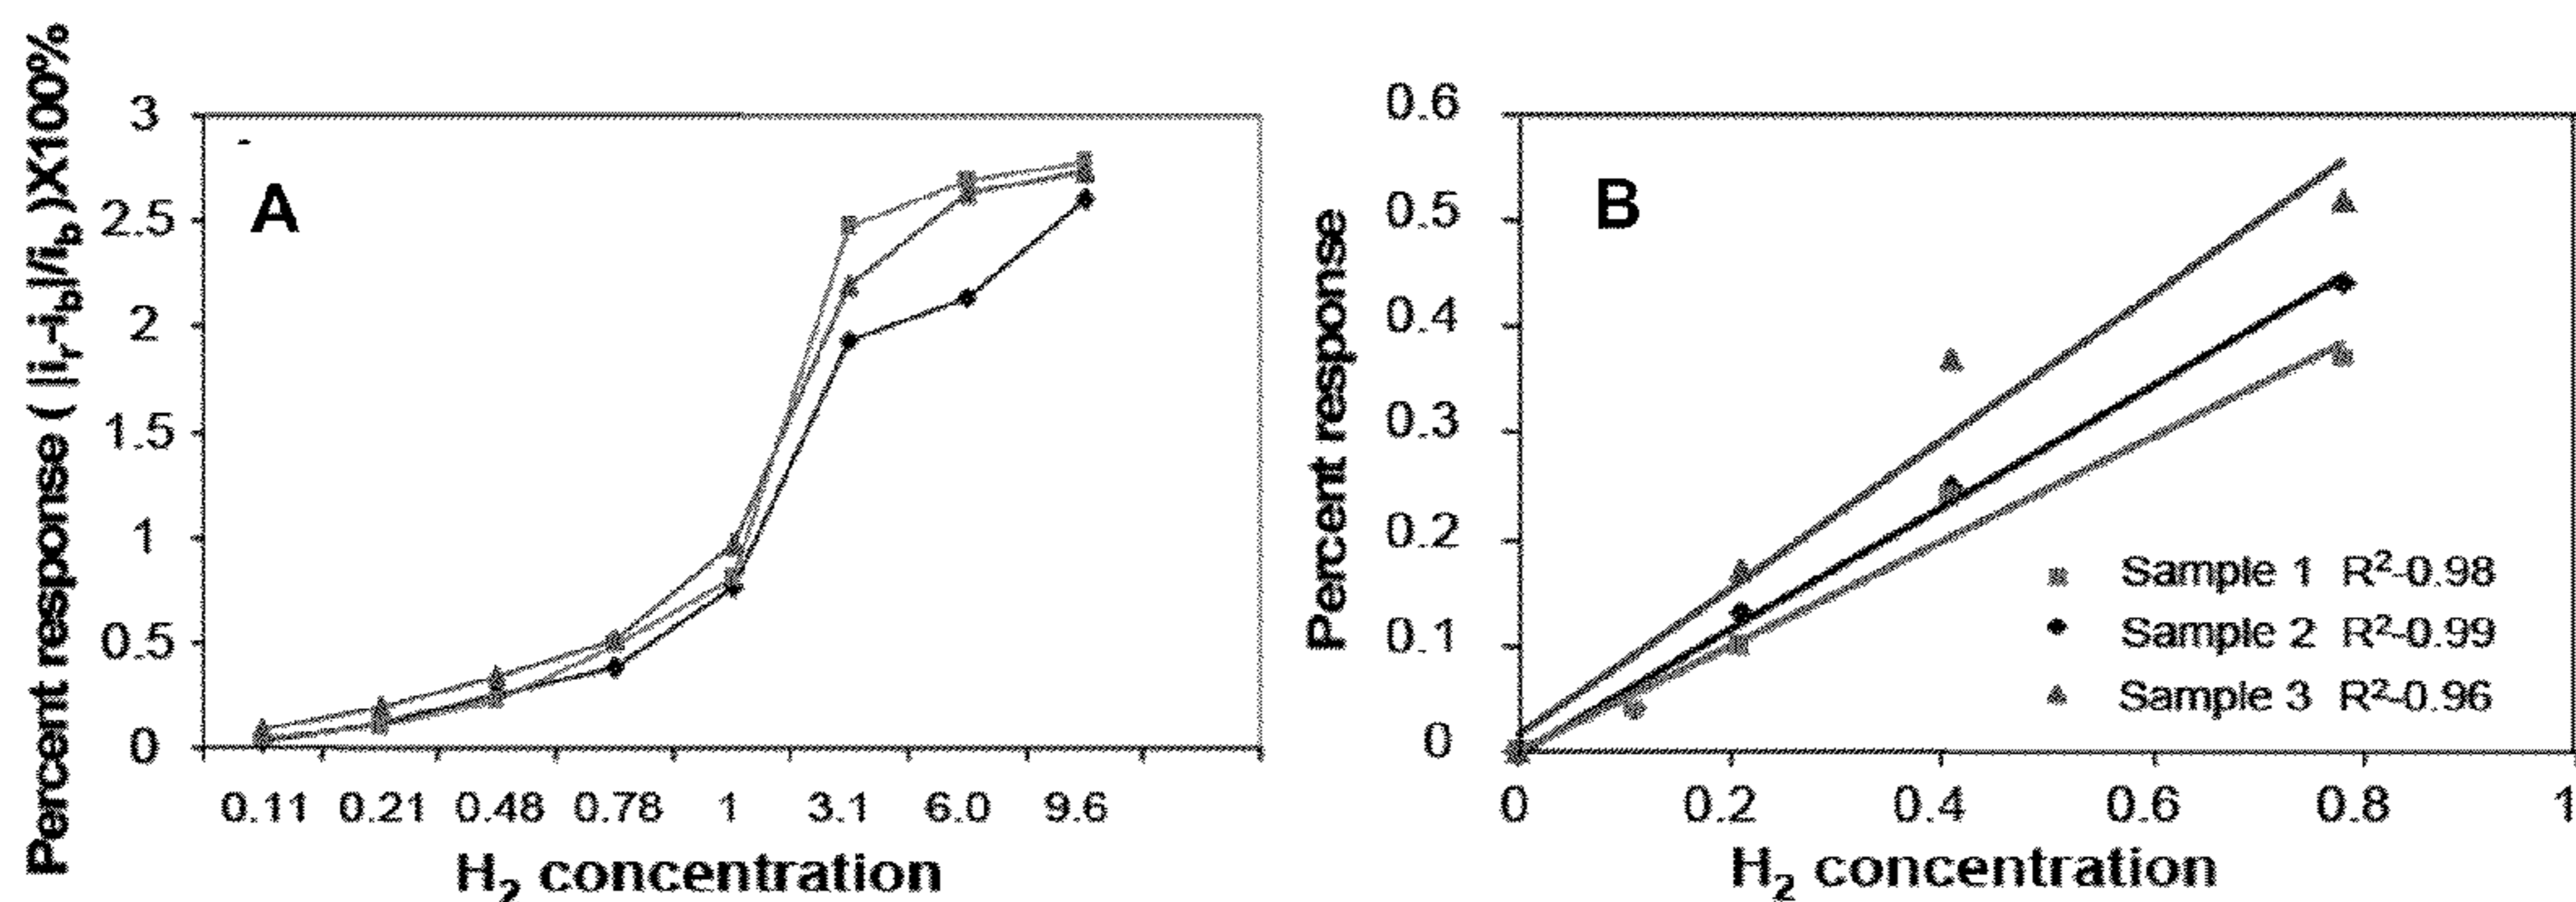 Percent response ( |i_r-i_b|/i_b )X100%
3
2.5
2
1.5
1
0.5
0
A
0.11 0.21 0.48 0.78 1 3.1 6.0 9.6
H₂ concentration
Percent response
0.6
0.5
0.4
0.3
0.2
0.1
0
B
Sample 1 R²-0.98
Sample 2 R²-0.99
Sample 3 R²-0.96
0 0.2 0.4 0.6 0.8 1
H₂ concentration